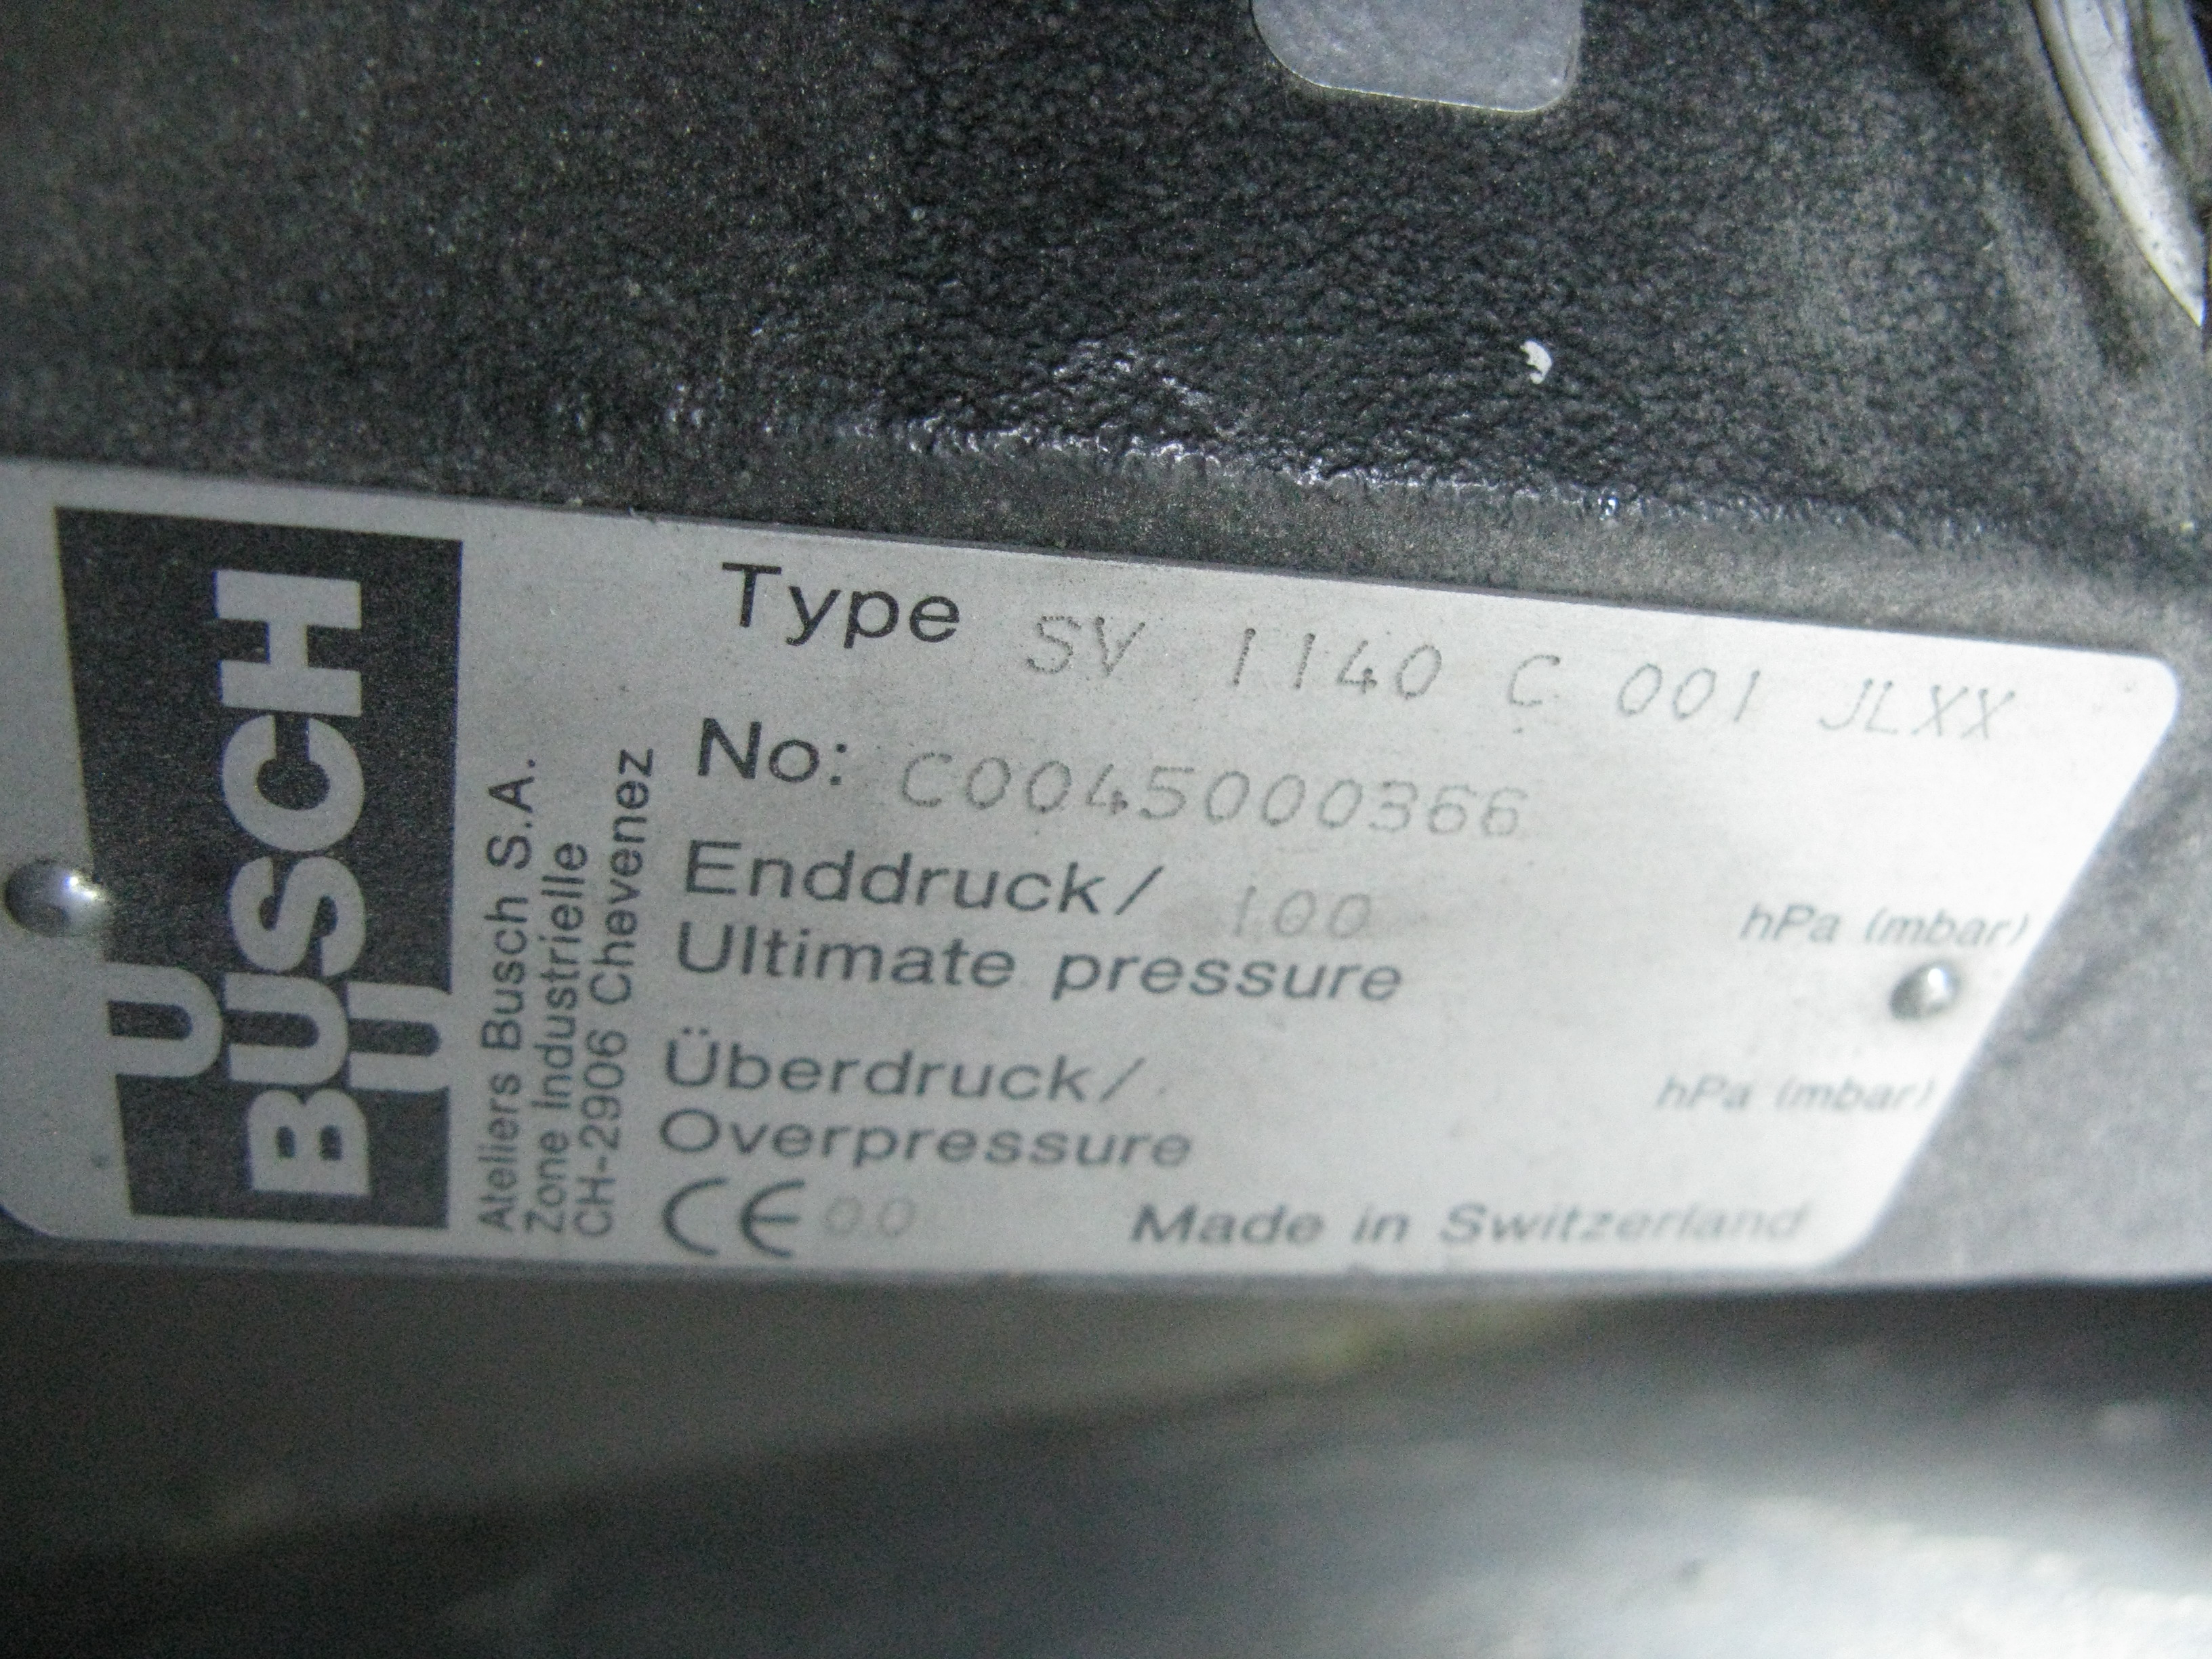 BUSCH
Ateliers Busch S.A.
Zone Industrielle
CH-2906 Chevenez
Type SV 1140 C 001 JLXX
No: C0045000366
Enddruck/ 100 hPa (mbar)
Ultimate pressure
Überdruck/ hPa (mbar)
Overpressure
CE 00 Made in Switzerland